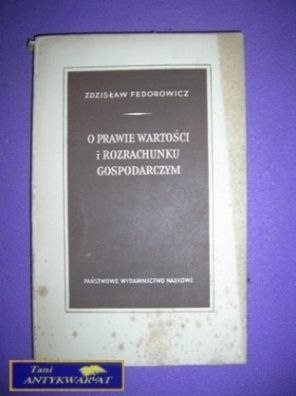 ZDZISŁAW FEDOROWICZ
O PRAWIE WARTOŚCI
i ROZRACHUNKU
GOSPODARCZYM
PAŃSTWOWE WYDAWNICTWO NAUKOWE
Tani
ANTYKWARIAT